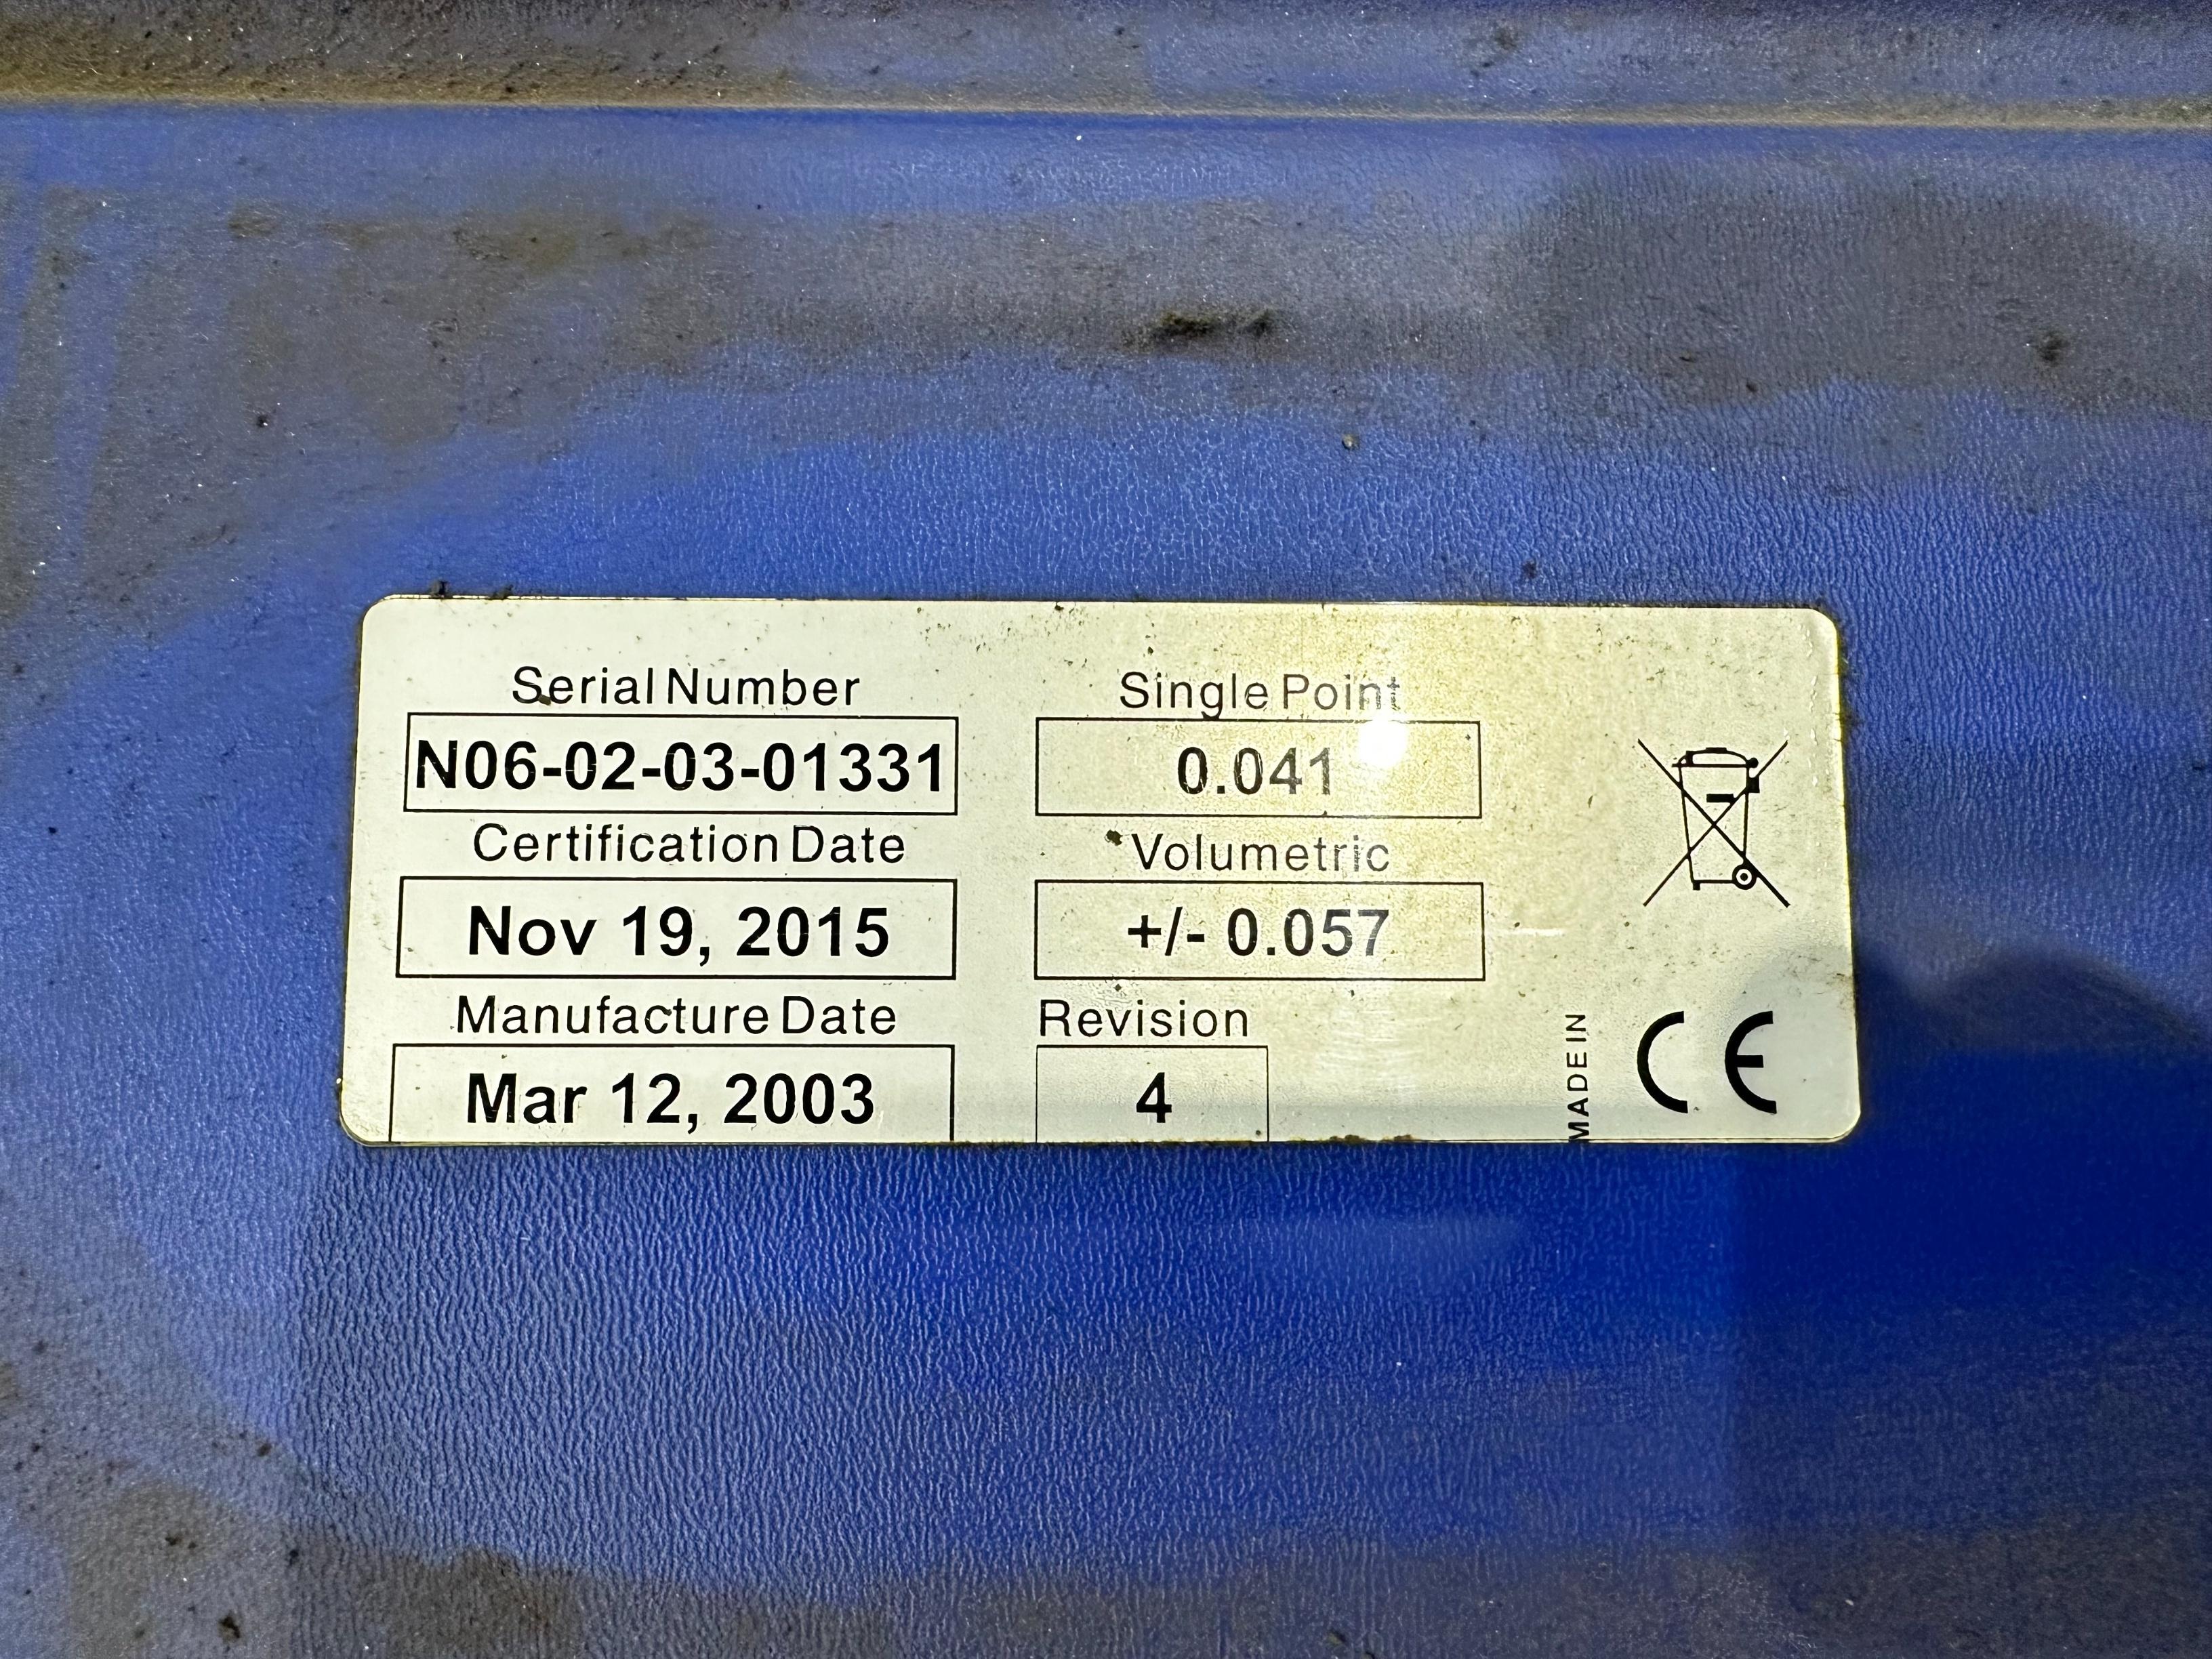 Serial Number
N06-02-03-01331
Certification Date
Nov 19, 2015
Manufacture Date
Mar 12, 2003
Single Point
0.041
Volumetric
+/- 0.057
Revision
4
MADE IN
CE